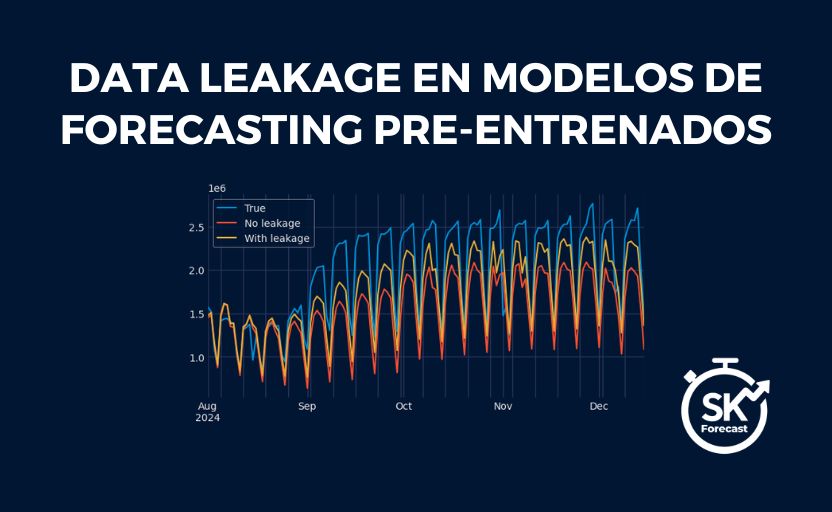 DATA LEAKAGE EN MODELOS DE
FORECASTING PRE-ENTRENADOS
1e6
True
No leakage
With leakage
2.5
2.0
1.5
1.0
Aug
2024
Sep
Oct
Nov
Dec
SK
Forecast